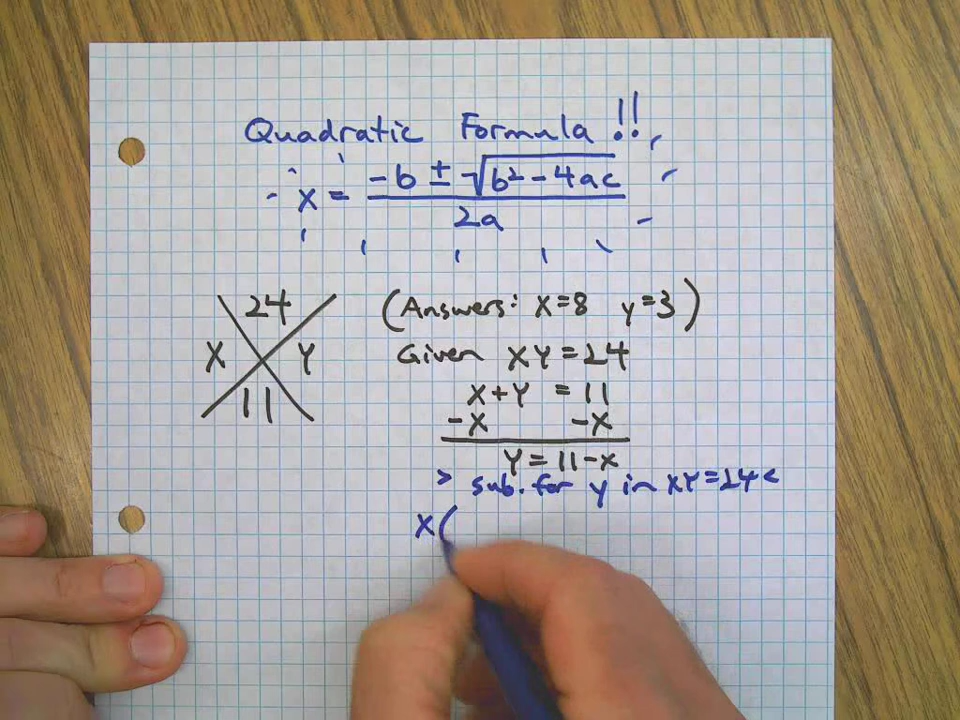 Quadratic Formula!!
x = -b ± √b² - 4ac
2a
24
X Y
11
(Answers: X=8 y=3)
Given XY=24
X+Y = 11
-X -X
Y = 11-x
> sub. for y in XY=24<
X(